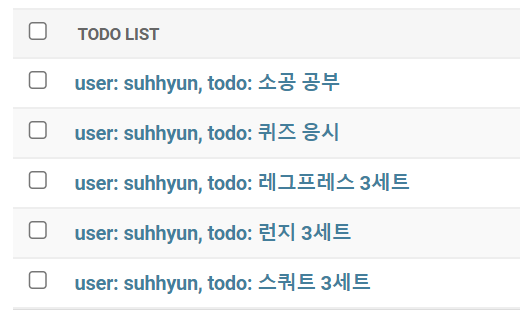 TODO LIST
user: suhhyun, todo: 소공 공부
user: suhhyun, todo: 퀴즈 응시
user: suhhyun, todo: 레그프레스 3세트
user: suhhyun, todo: 런지 3세트
user: suhhyun, todo: 스쿼트 3세트